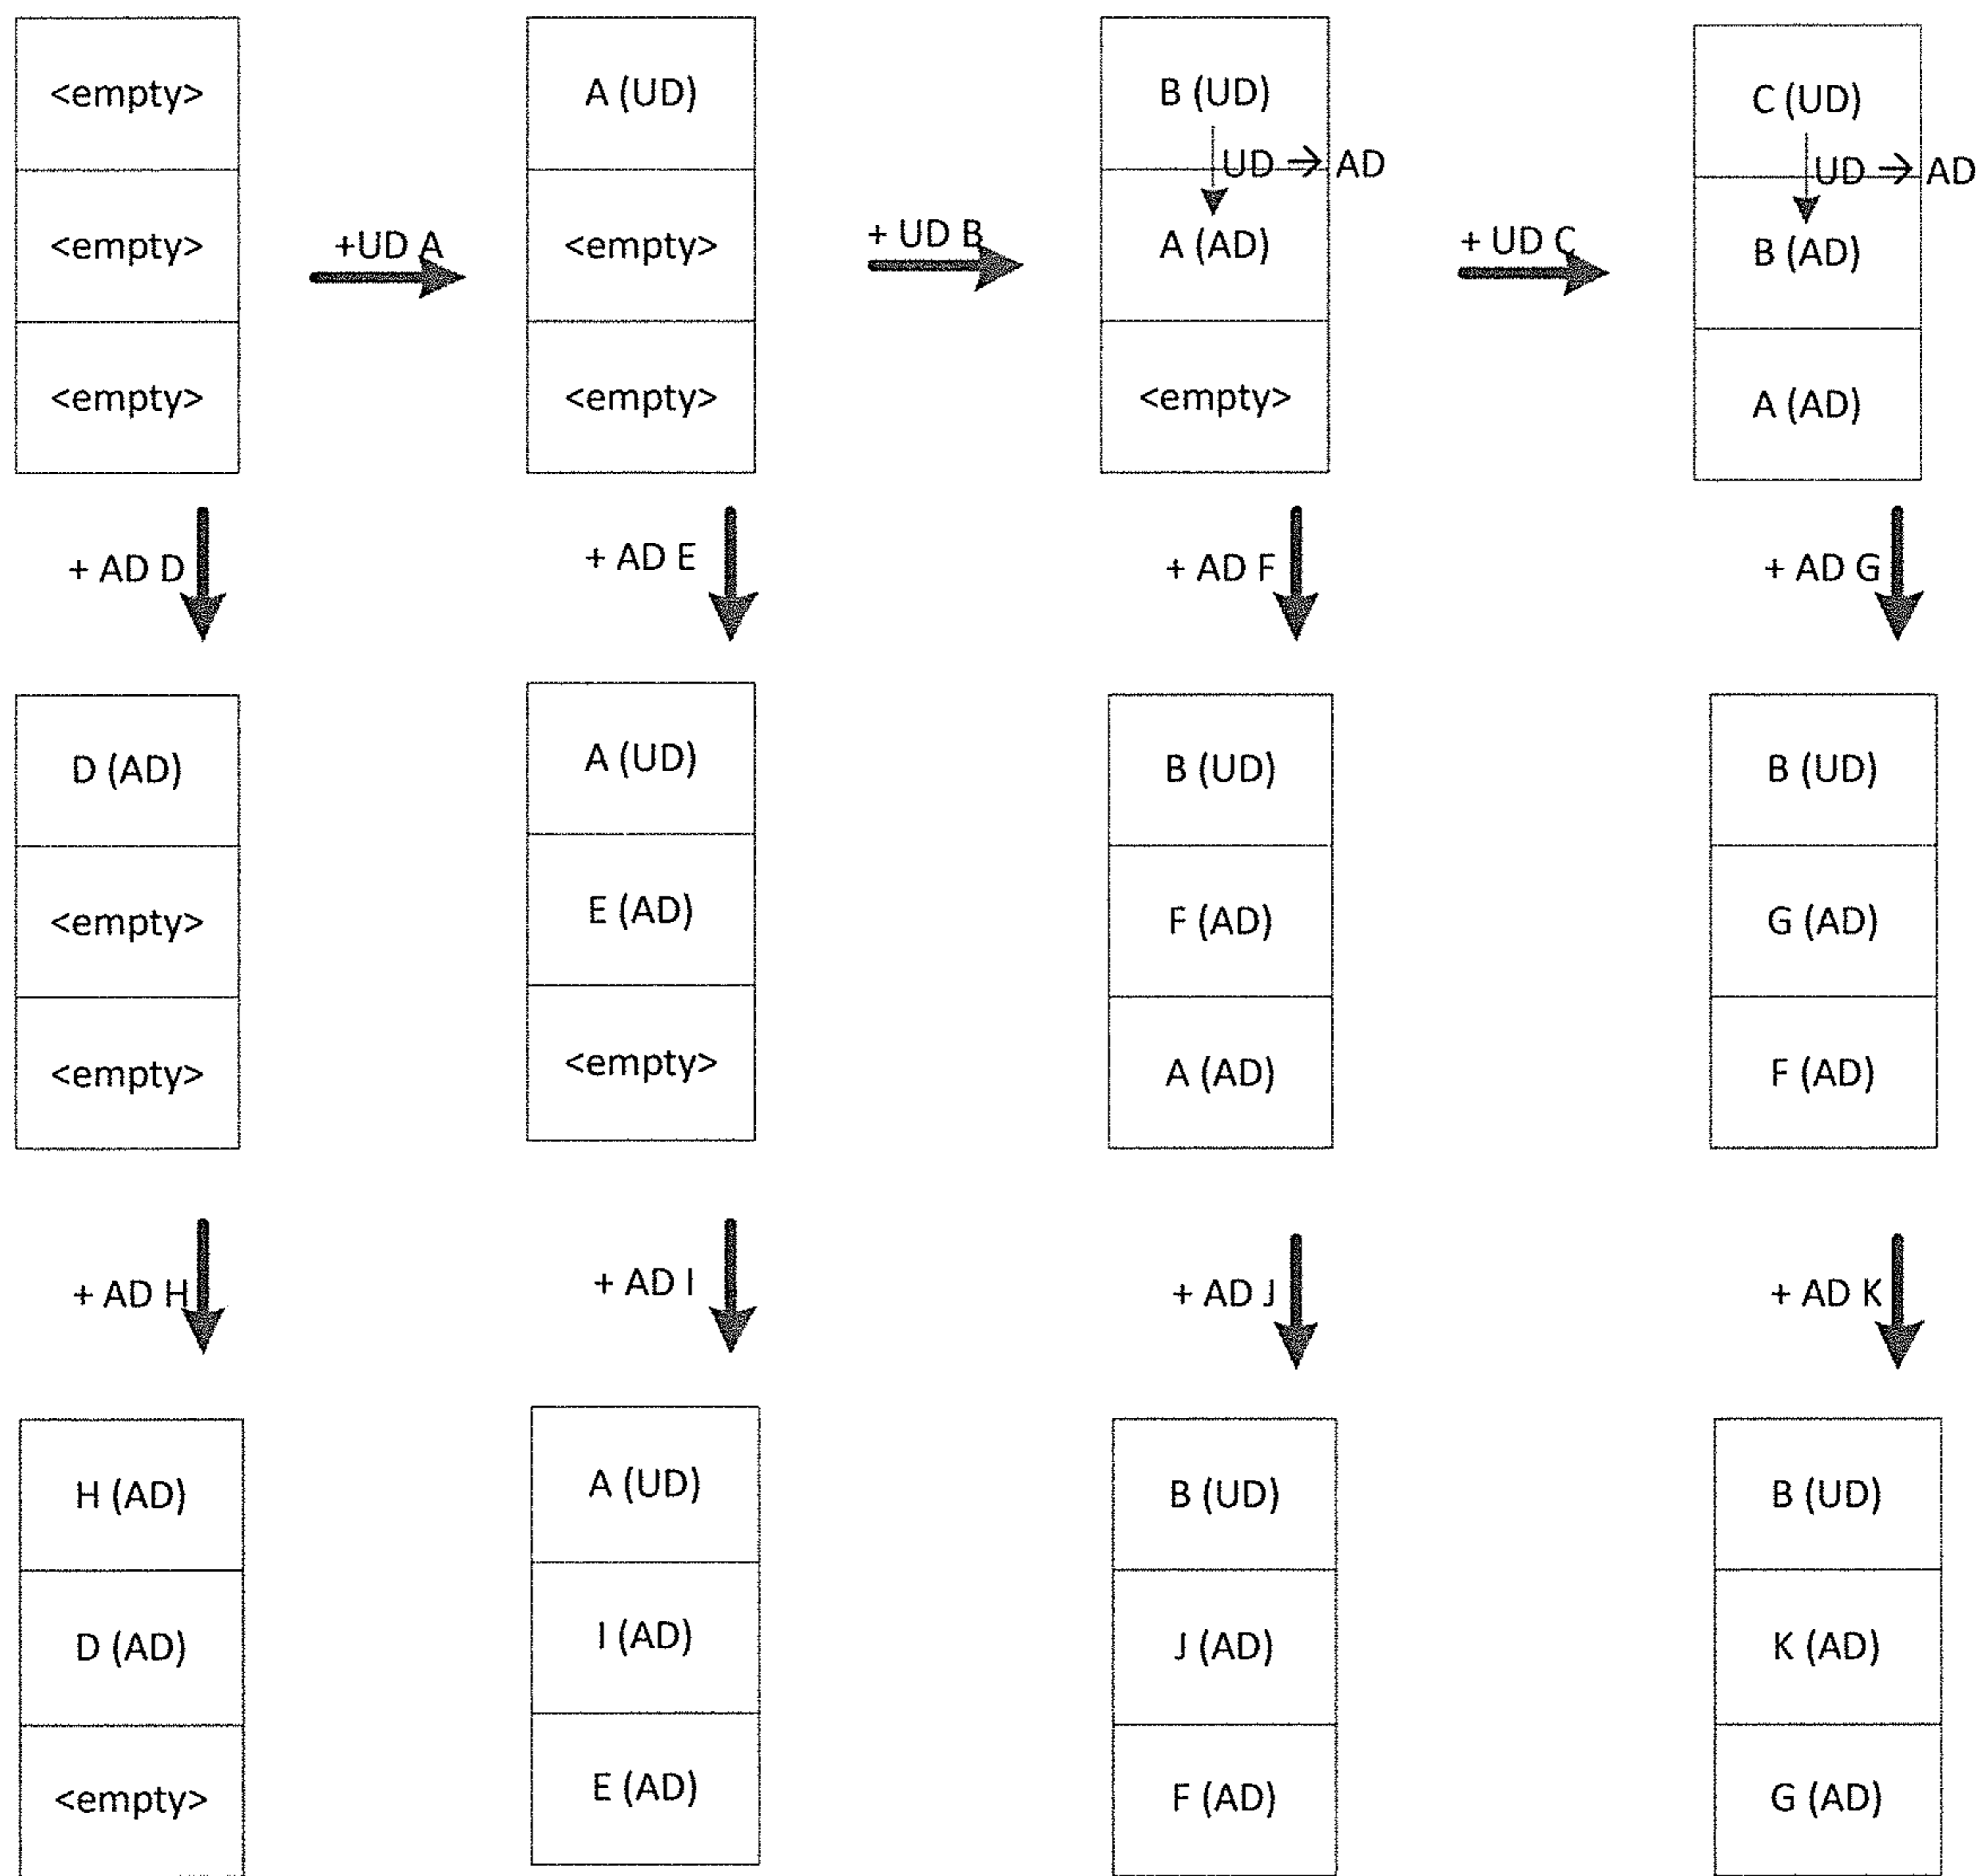 <empty>
A (UD)
B (UD)
C (UD)
UD → AD
UD → AD
<empty>
+UD A
<empty>
+ UD B
A (AD)
+ UD C
B (AD)
<empty>
<empty>
<empty>
A (AD)
+ AD D
+ AD E
+ AD F
+ AD G
D (AD)
A (UD)
B (UD)
B (UD)
<empty>
E (AD)
F (AD)
G (AD)
<empty>
<empty>
A (AD)
F (AD)
+ AD H
+ AD I
+ AD J
+ AD K
H (AD)
A (UD)
B (UD)
B (UD)
D (AD)
I (AD)
J (AD)
K (AD)
<empty>
E (AD)
F (AD)
G (AD)